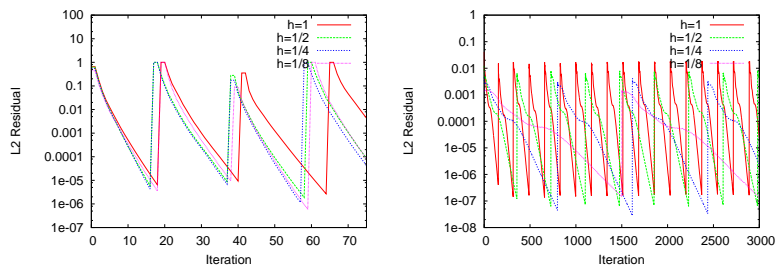 100
10
1
0.1
0.01
0.001
0.0001
1e-05
1e-06
1e-07
0 10 20 30 40 50 60 70
L2 Residual
Iteration
h=1
h=1/2
h=1/4
h=1/8
1
0.1
0.01
0.001
0.0001
1e-05
1e-06
1e-07
1e-08
0 500 1000 1500 2000 2500 3000
L2 Residual
Iteration
h=1
h=1/2
h=1/4
h=1/8